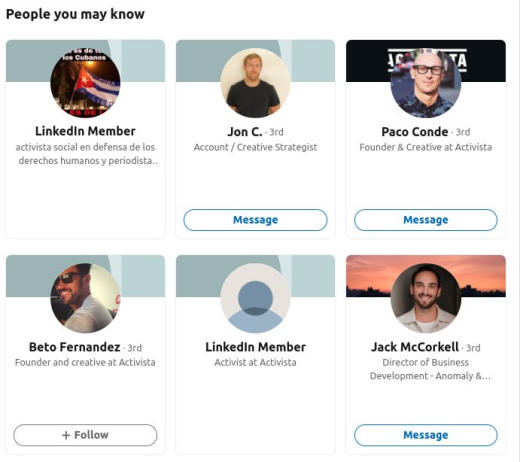 People you may know
los Cubanos
LinkedIn Member
activista social en defensa de los
derechos humanos y periodista..
Jon C. · 3rd
Account / Creative Strategist
Message
Paco Conde · 3rd
Founder & Creative at Activista
Message
Beto Fernandez · 3rd
Founder and creative at Activista
+ Follow
LinkedIn Member
Activist at Activista
Jack McCorkell · 3rd
Director of Business
Development - Anomaly &...
Message